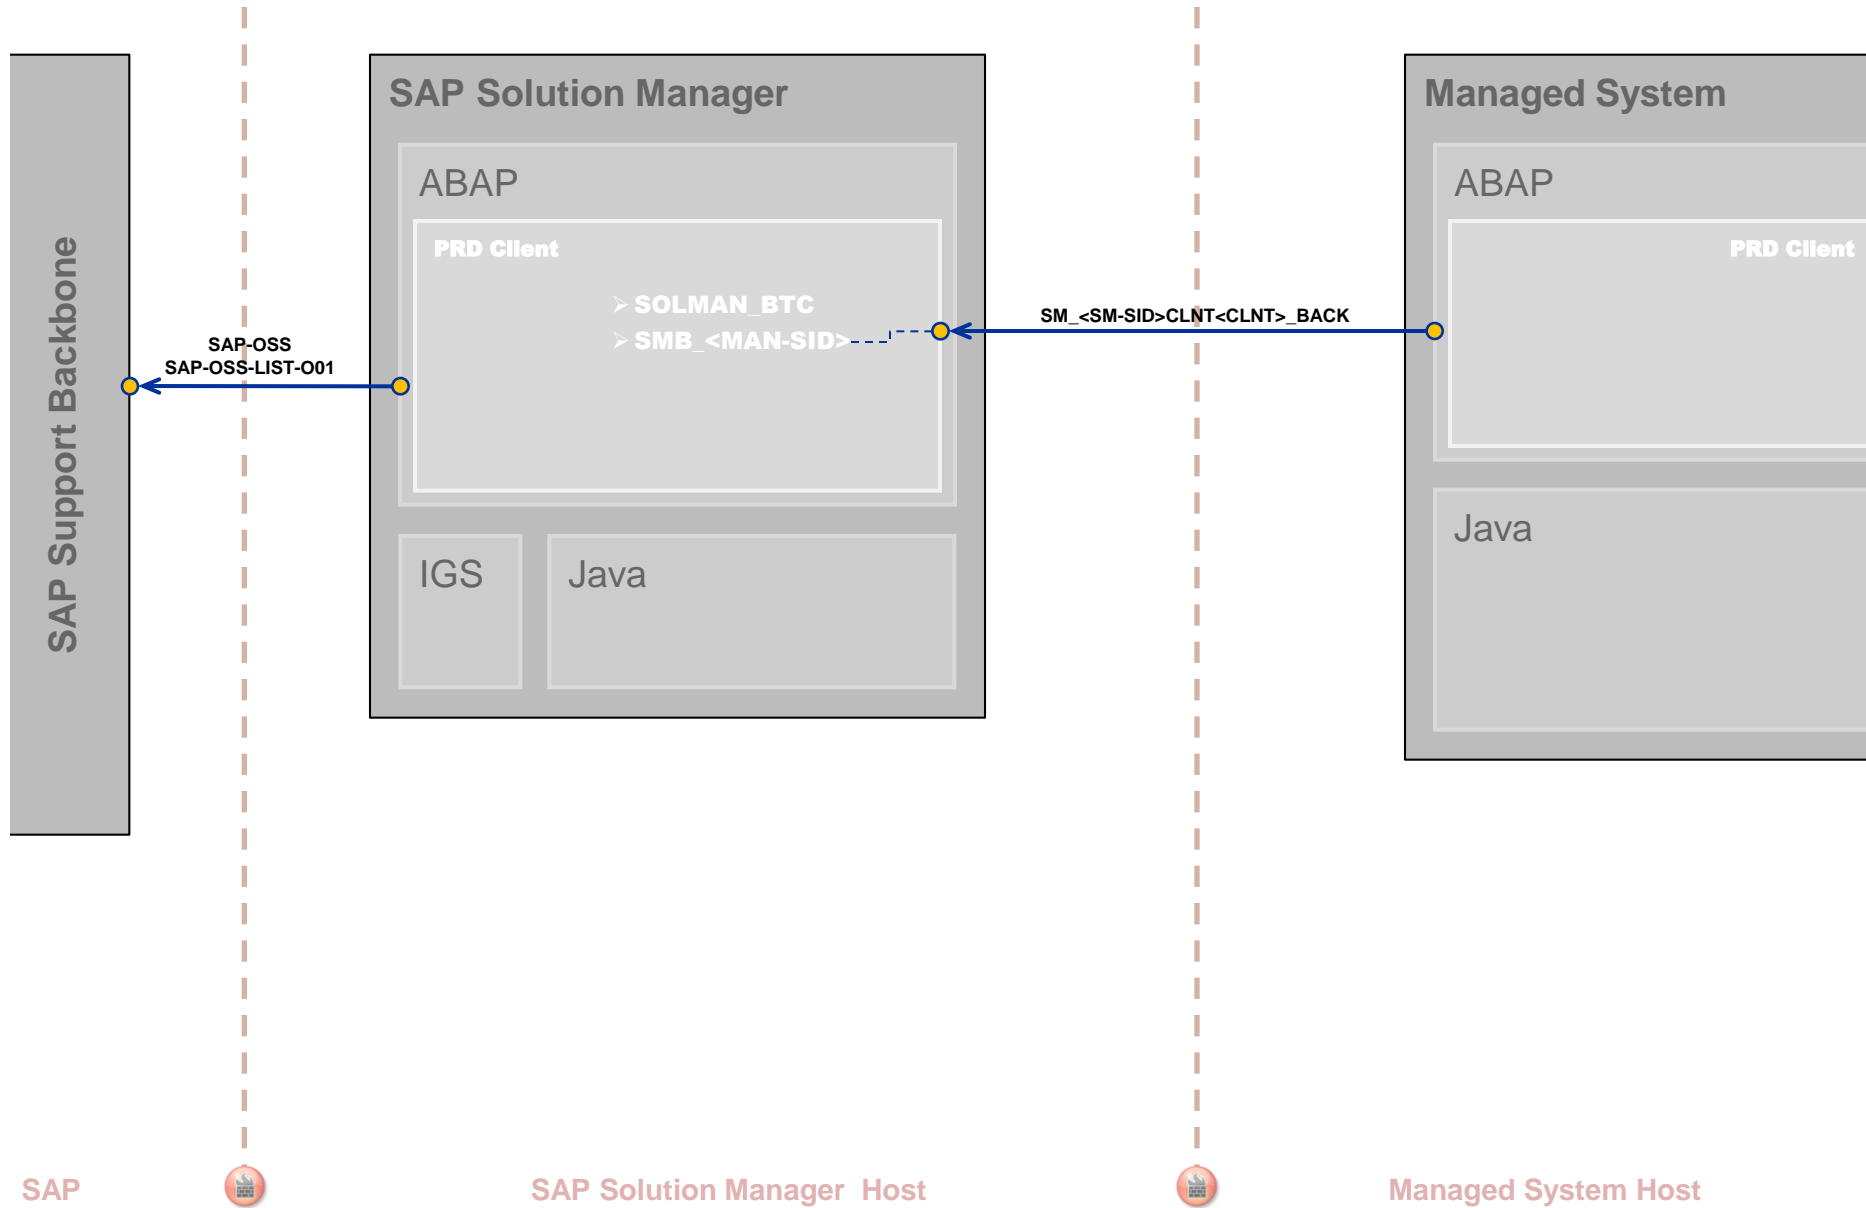 SAP Support Backbone
SAP-OSS
SAP-OSS-LIST-O01
SAP Solution Manager
ABAP
PRD Client
SOLMAN_BTC
SMB_<MAN-SID>
IGS
Java
SM_<SM-SID>CLNT<CLNT>_BACK
Managed System
ABAP
PRD Client
Java
SAP
SAP Solution Manager Host
Managed System Host